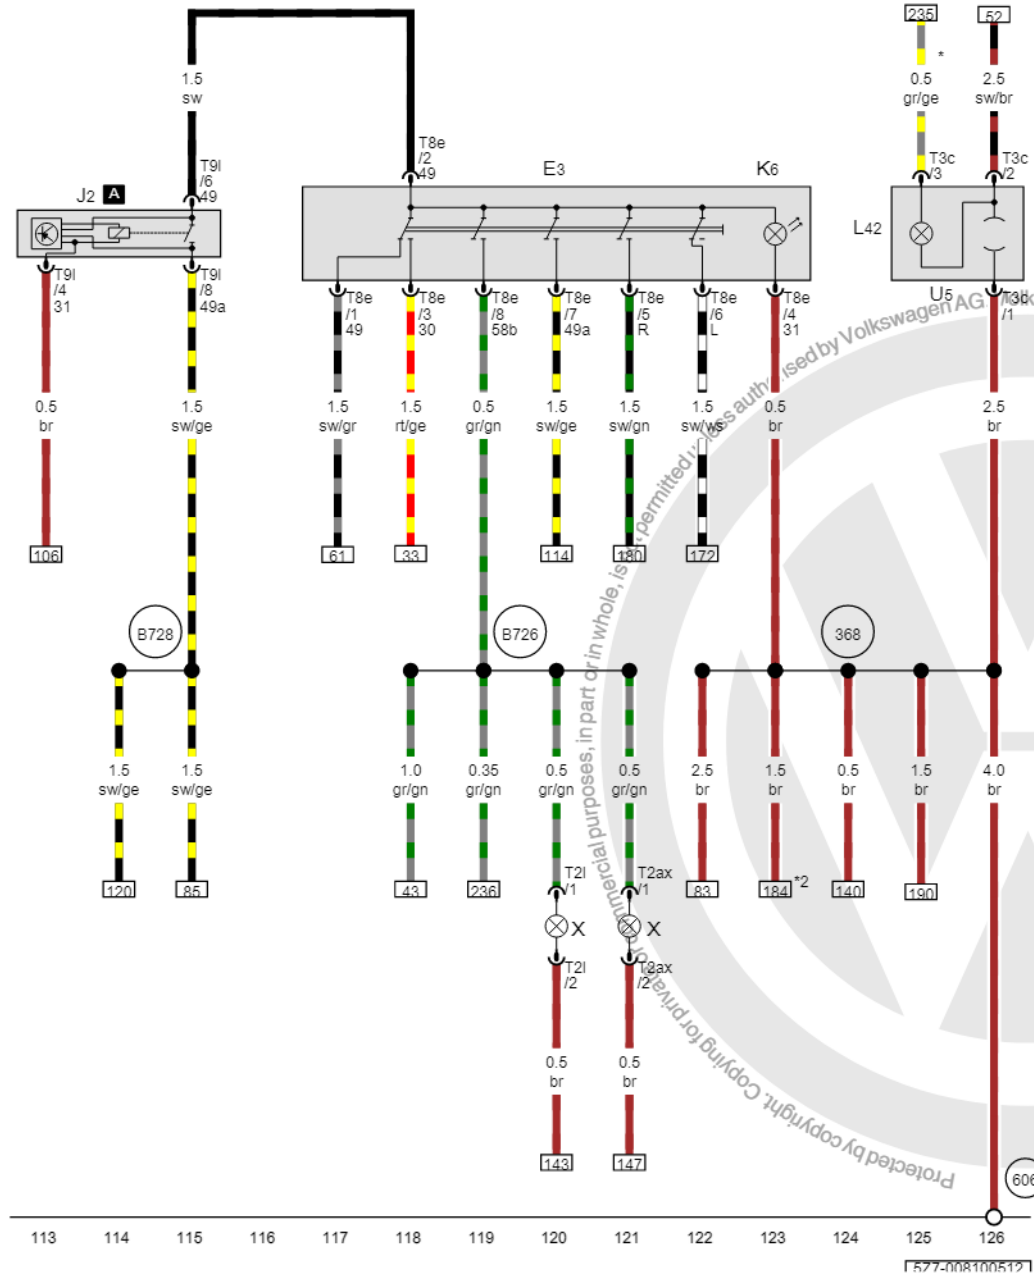 235
52
*
1.5
sw
0.5
gr/ge
2.5
sw/br
T8e
/2
49
T9l
/6
49
J2 A
E3
K6
T3c
/3
T3c
/2
L42
T9l
/4
31
T9l
/8
49a
T8e
/1
49
T8e
/3
30
T8e
/8
58b
T8e
/7
49a
T8e
/5
R
T8e
/6
L
T8e
/4
31
U5
T3c
/1
0.5
br
1.5
sw/ge
1.5
sw/gr
1.5
rt/ge
0.5
gr/gn
1.5
sw/ge
1.5
sw/gn
1.5
sw/ws
0.5
br
2.5
br
106
61
33
114
180
172
B728
B726
368
1.5
sw/ge
1.5
sw/ge
1.0
gr/gn
0.35
gr/gn
0.5
gr/gn
0.5
gr/gn
2.5
br
1.5
br
0.5
br
1.5
br
4.0
br
120
85
43
236
T2l
/1
T2ax
/1
83
184
*2
140
190
X
X
T2l
/2
T2ax
/2
0.5
br
0.5
br
143
147
606
113 114 115 116 117 118 119 120 121 122 123 124 125 126
577-008100512
Protected by copyright. Copying for private or commercial purposes, in part or in whole, is permitted unless authorised by Volkswagen AG.